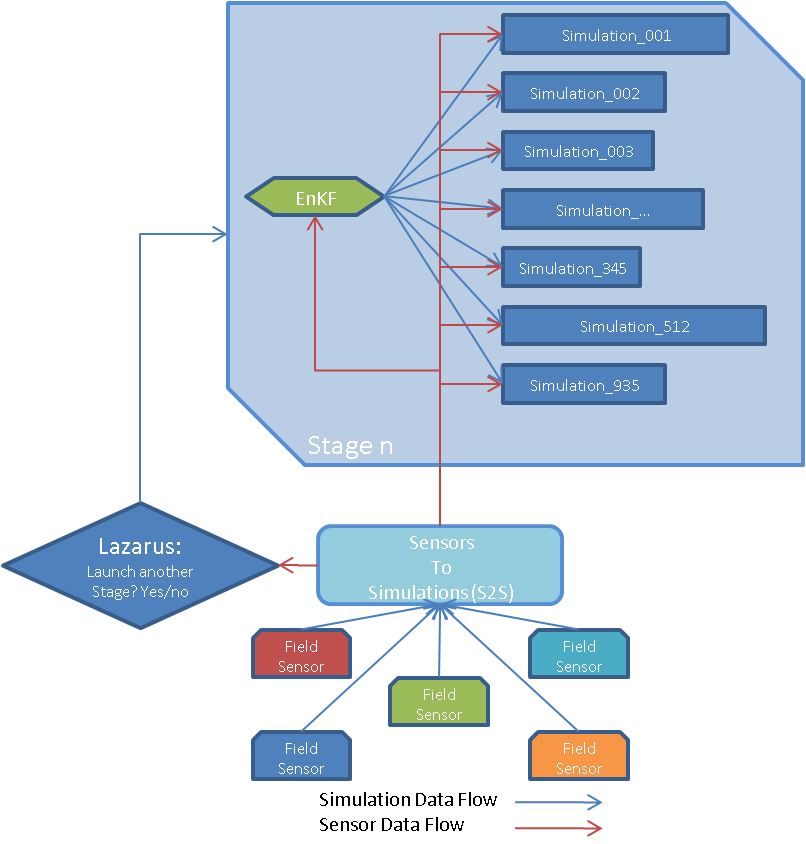 Simulation_001
Simulation_002
Simulation_003
EnKF
Simulation_...
Simulation_345
Simulation_512
Simulation_935
Stage n
Lazarus:
Launch another
Stage? Yes/no
Sensors
To
Simulations(S2S)
Field
Sensor
Field
Sensor
Field
Sensor
Field
Sensor
Field
Sensor
Simulation Data Flow
Sensor Data Flow